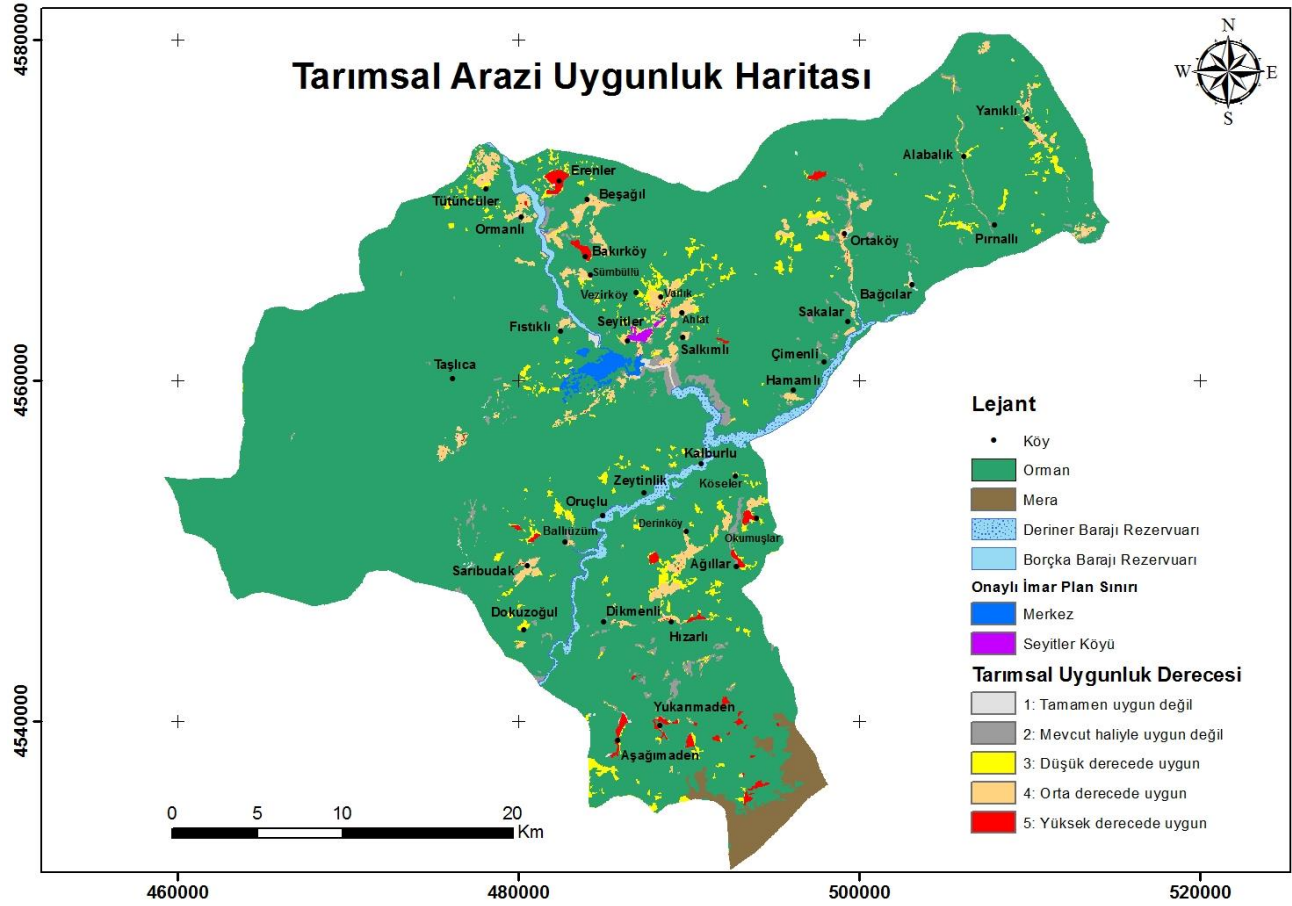 Tarımsal Arazi Uygunluk Haritası
N
W
E
S
4580000
4560000
4540000
460000
480000
500000
520000
Yanıklı
Alabalık
Pırnallı
Erenler
Beşağıl
Tütüncüler
Ormanlı
Bakırköy
Sümbüllü
Vezirköy
Varlık
Ahlat
Seyitler
Salkımlı
Fıstıklı
Taşlıca
Ortaköy
Bağcılar
Sakalar
Çimenli
Hamamlı
Kalburlu
Köseler
Zeytinlik
Oruçlu
Ballıüzüm
Derinköy
Okumuşlar
Ağıllar
Sarıbudak
Dokuzoğul
Dikmenli
Hızarlı
Yukarımaden
Aşağımaden
0
5
10
20
Km
Lejant
Köy
Orman
Mera
Deriner Barajı Rezervuarı
Borçka Barajı Rezervuarı
Onaylı İmar Plan Sınırı
Merkez
Seyitler Köyü
Tarımsal Uygunluk Derecesi
1: Tamamen uygun değil
2: Mevcut haliyle uygun değil
3: Düşük derecede uygun
4: Orta derecede uygun
5: Yüksek derecede uygun